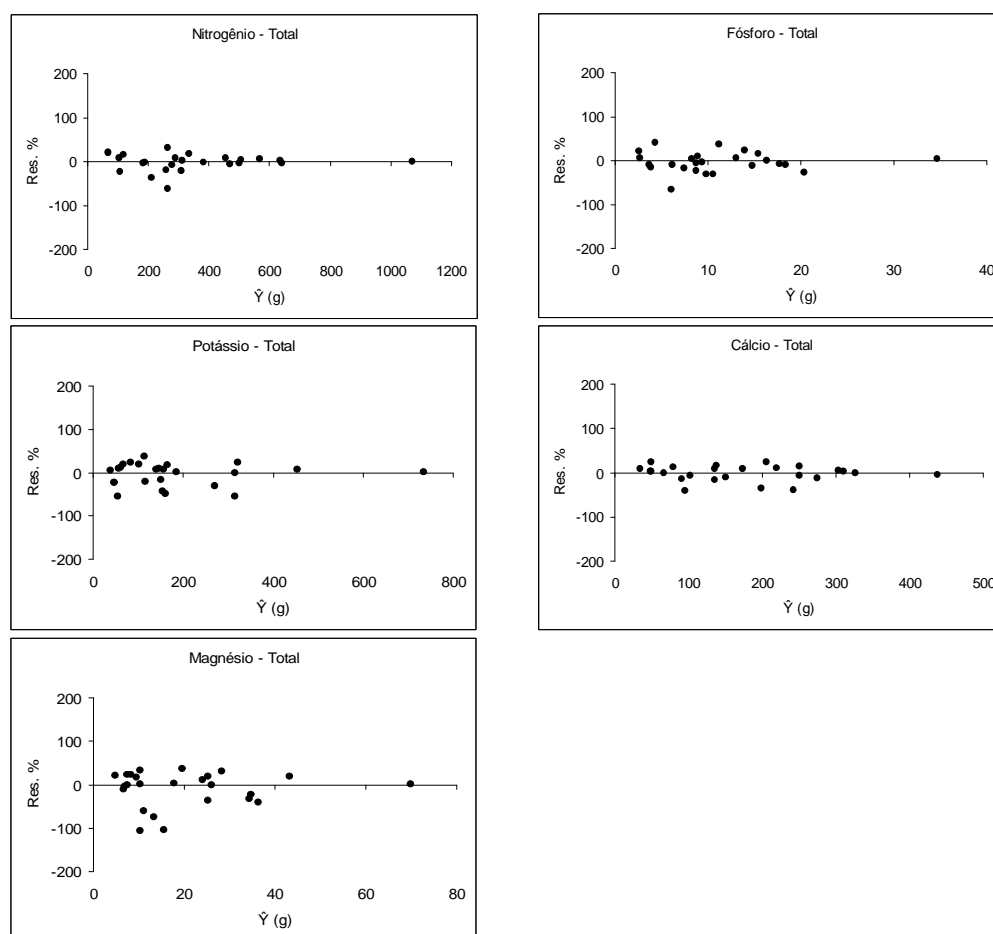 Nitrogênio - Total
200
100
0
-100
-200
Res. %
0 200 400 600 800 1000 1200
Ŷ (g)
Fósforo - Total
200
100
0
-100
-200
Res. %
0 10 20 30 40
Ŷ (g)
Potássio - Total
200
100
0
-100
-200
Res. %
0 200 400 600 800
Ŷ (g)
Cálcio - Total
200
100
0
-100
-200
Res. %
0 100 200 300 400 500
Ŷ (g)
Magnésio - Total
200
100
0
-100
-200
Res. %
0 20 40 60 80
Ŷ (g)